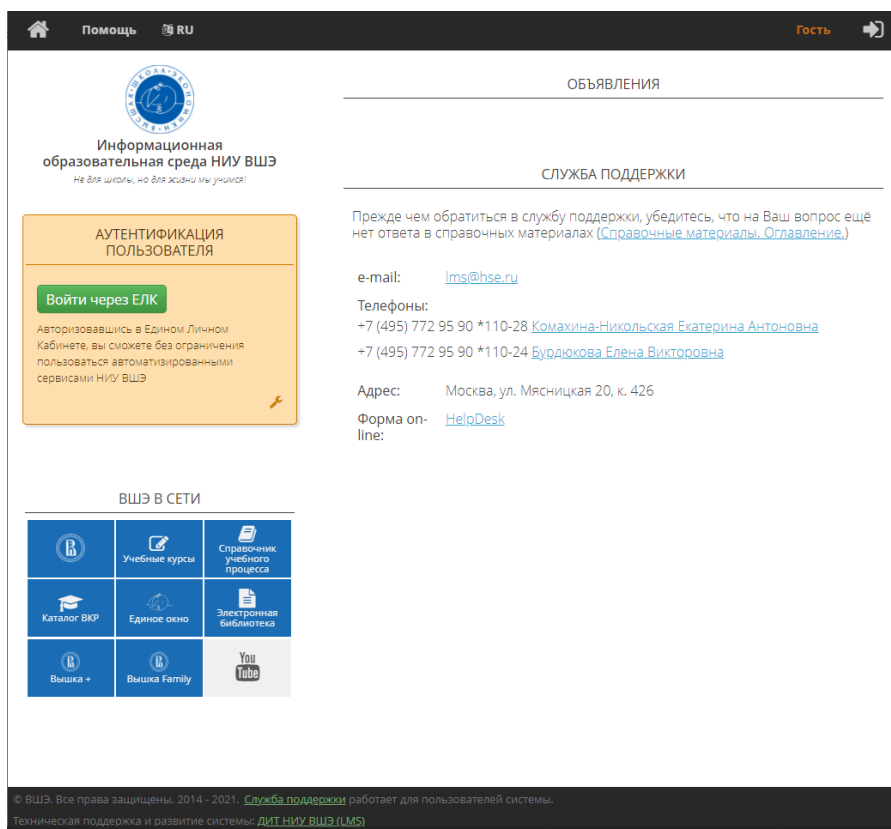 Помощь RU Гость
ОБЪЯВЛЕНИЯ
Информационная
образовательная среда НИУ ВШЭ
Не для школы, но для жизни мы учимся!
СЛУЖБА ПОДДЕРЖКИ
Прежде чем обратиться в службу поддержки, убедитесь, что на Ваш вопрос ещё
нет ответа в справочных материалах (Справочные материалы. Оглавление.)
АУТЕНТИФИКАЦИЯ
ПОЛЬЗОВАТЕЛЯ
Войти через ЕЛК
Авторизовавшись в Едином Личном
Кабинете, вы сможете без ограничения
пользоваться автоматизированными
сервисами НИУ ВШЭ
e-mail: lms@hse.ru
Телефоны:
+7 (495) 772 95 90 *110-28 Комахина-Никольская Екатерина Антоновна
+7 (495) 772 95 90 *110-24 Бурдюкова Елена Викторовна
Адрес: Москва, ул. Мясницкая 20, к. 426
Форма on- HelpDesk
line:
ВШЭ В СЕТИ
Учебные курсы
Справочник
учебного
процесса
Каталог ВКР
Единое окно
Электронная
библиотека
Вышка +
Вышка Family
You
Tube
© ВШЭ. Все права защищены. 2014 - 2021. Служба поддержки работает для пользователей системы.
Техническая поддержка и развитие системы: ДИТ НИУ ВШЭ (LMS)